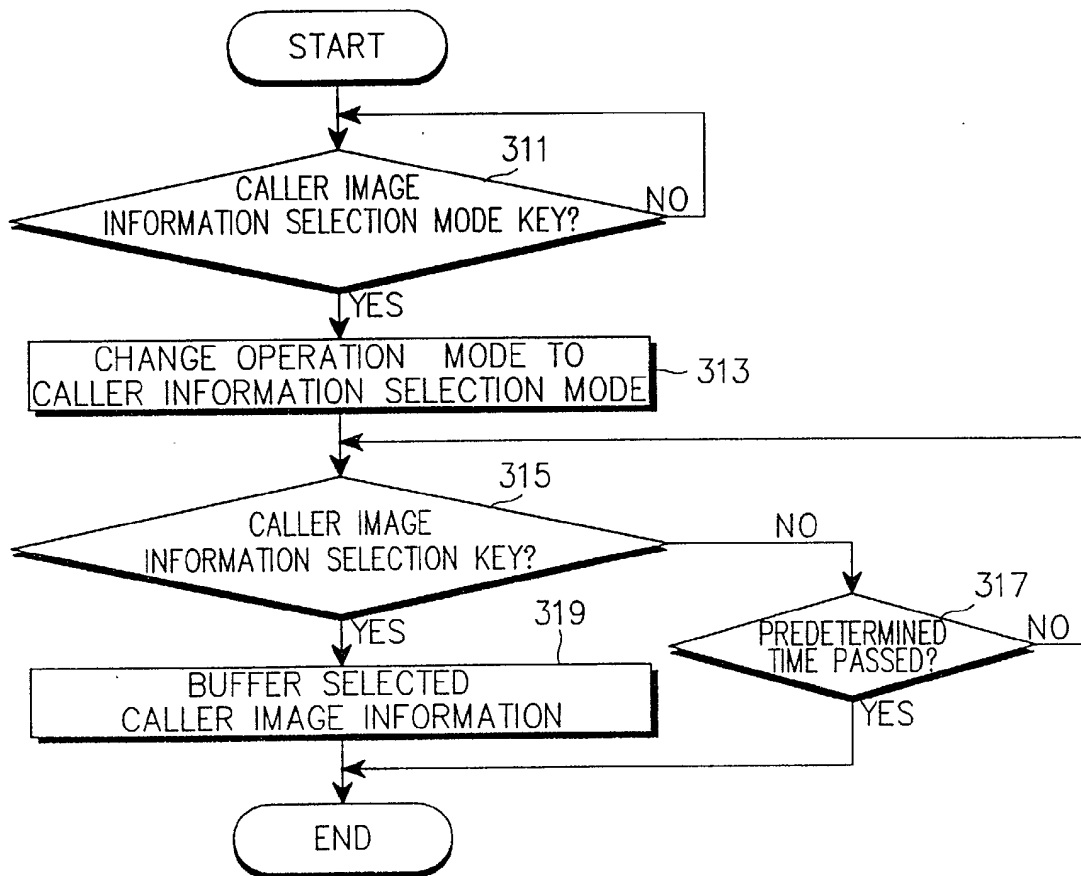 START
311
CALLER IMAGE
INFORMATION SELECTION MODE KEY?
NO
YES
CHANGE OPERATION MODE TO
CALLER INFORMATION SELECTION MODE
313
315
CALLER IMAGE
INFORMATION SELECTION KEY?
NO
317
PREDETERMINED
TIME PASSED?
NO
YES
YES
319
BUFFER SELECTED
CALLER IMAGE INFORMATION
END